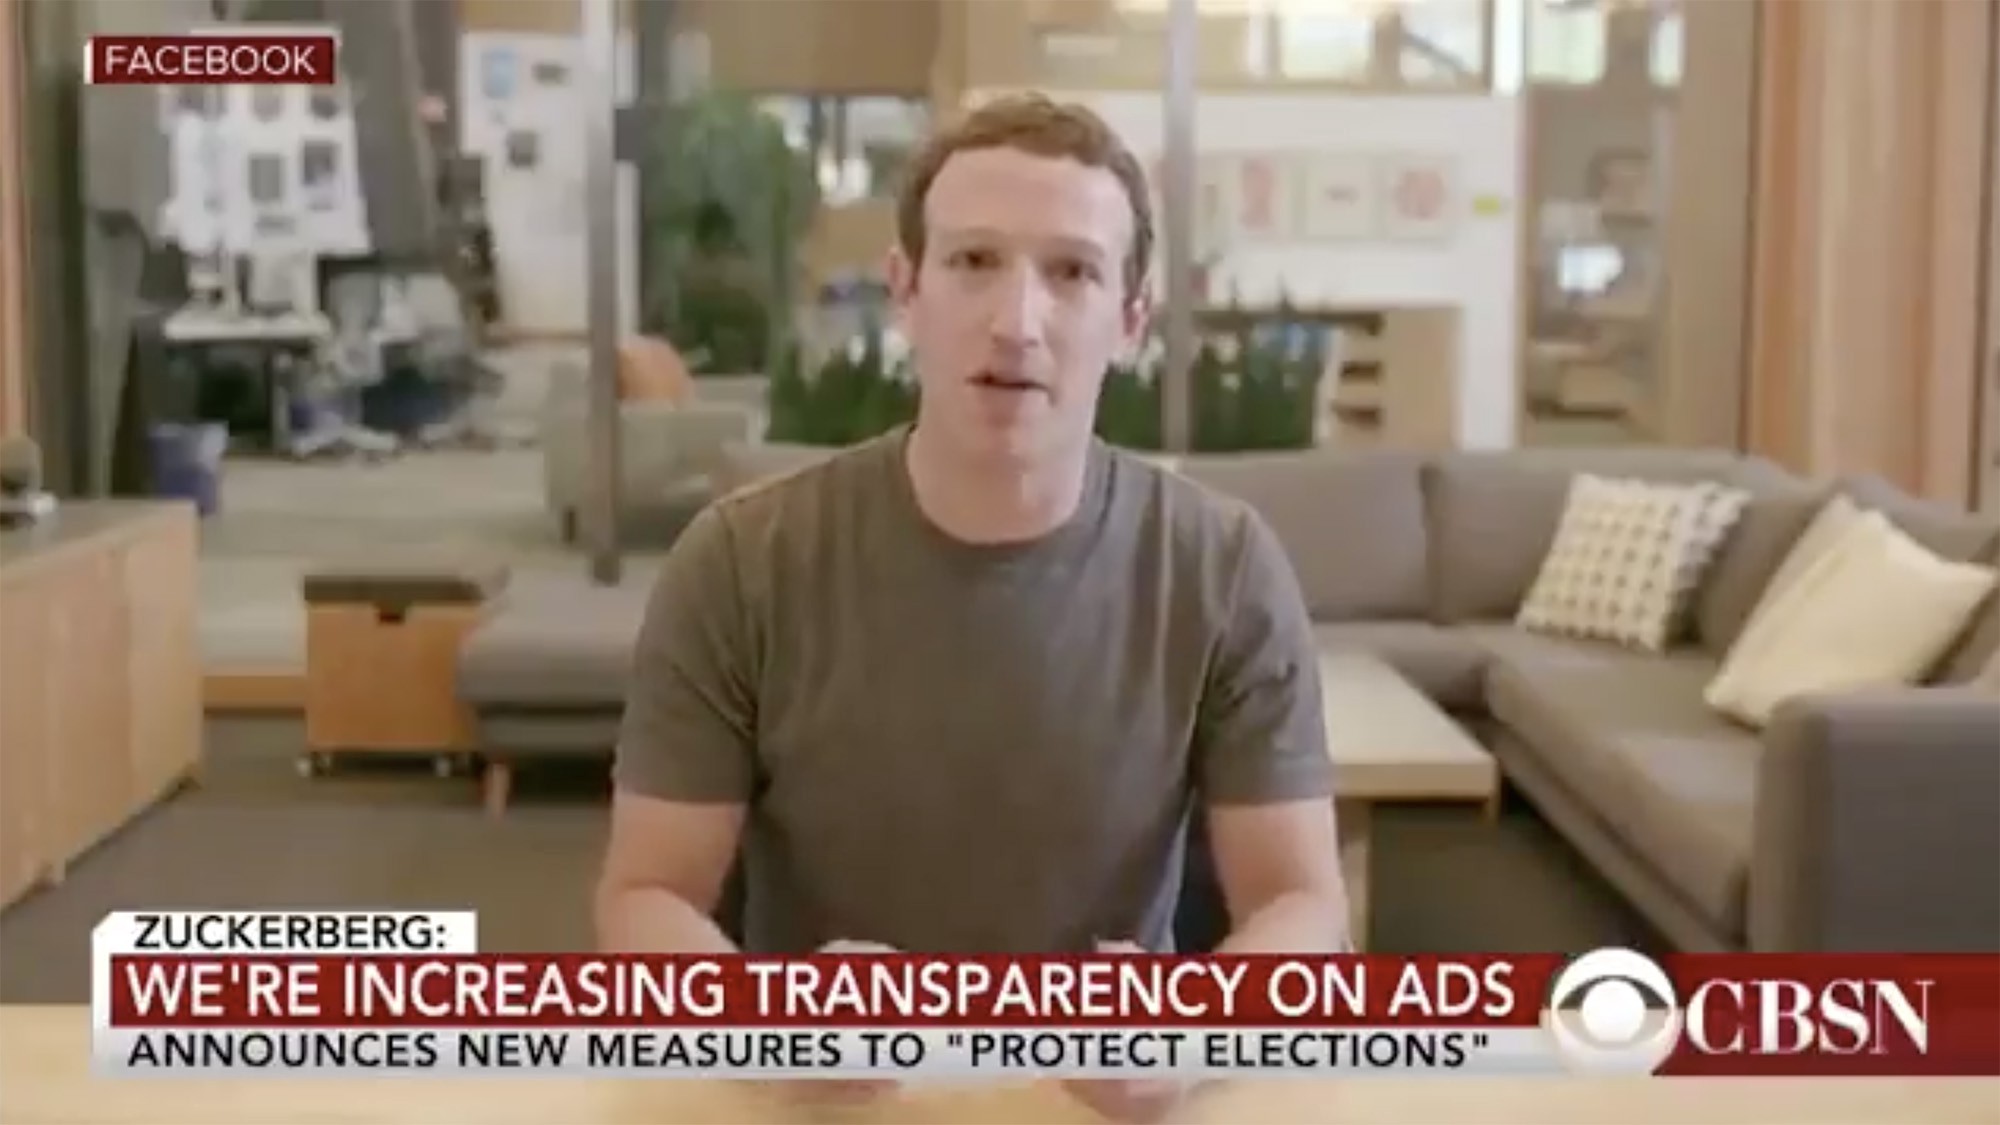 FACEBOOK
ZUCKERBERG:
WE'RE INCREASING TRANSPARENCY ON ADS
ANNOUNCES NEW MEASURES TO "PROTECT ELECTIONS"
CBSN